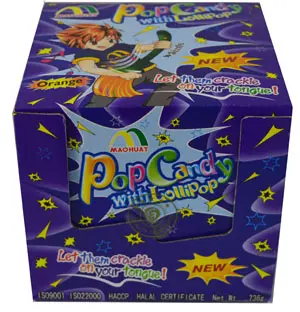 Pop Candy
with Lollipop
NEW
Orange
Let them crackle
on your tongue!
MAOHUAT
Pop Candy
with Lollipop
Let them crackle
on your tongue!
NEW
ISO9001 ISO22000 HACCP HALAL CERTIFICATE Net Wt. 736g